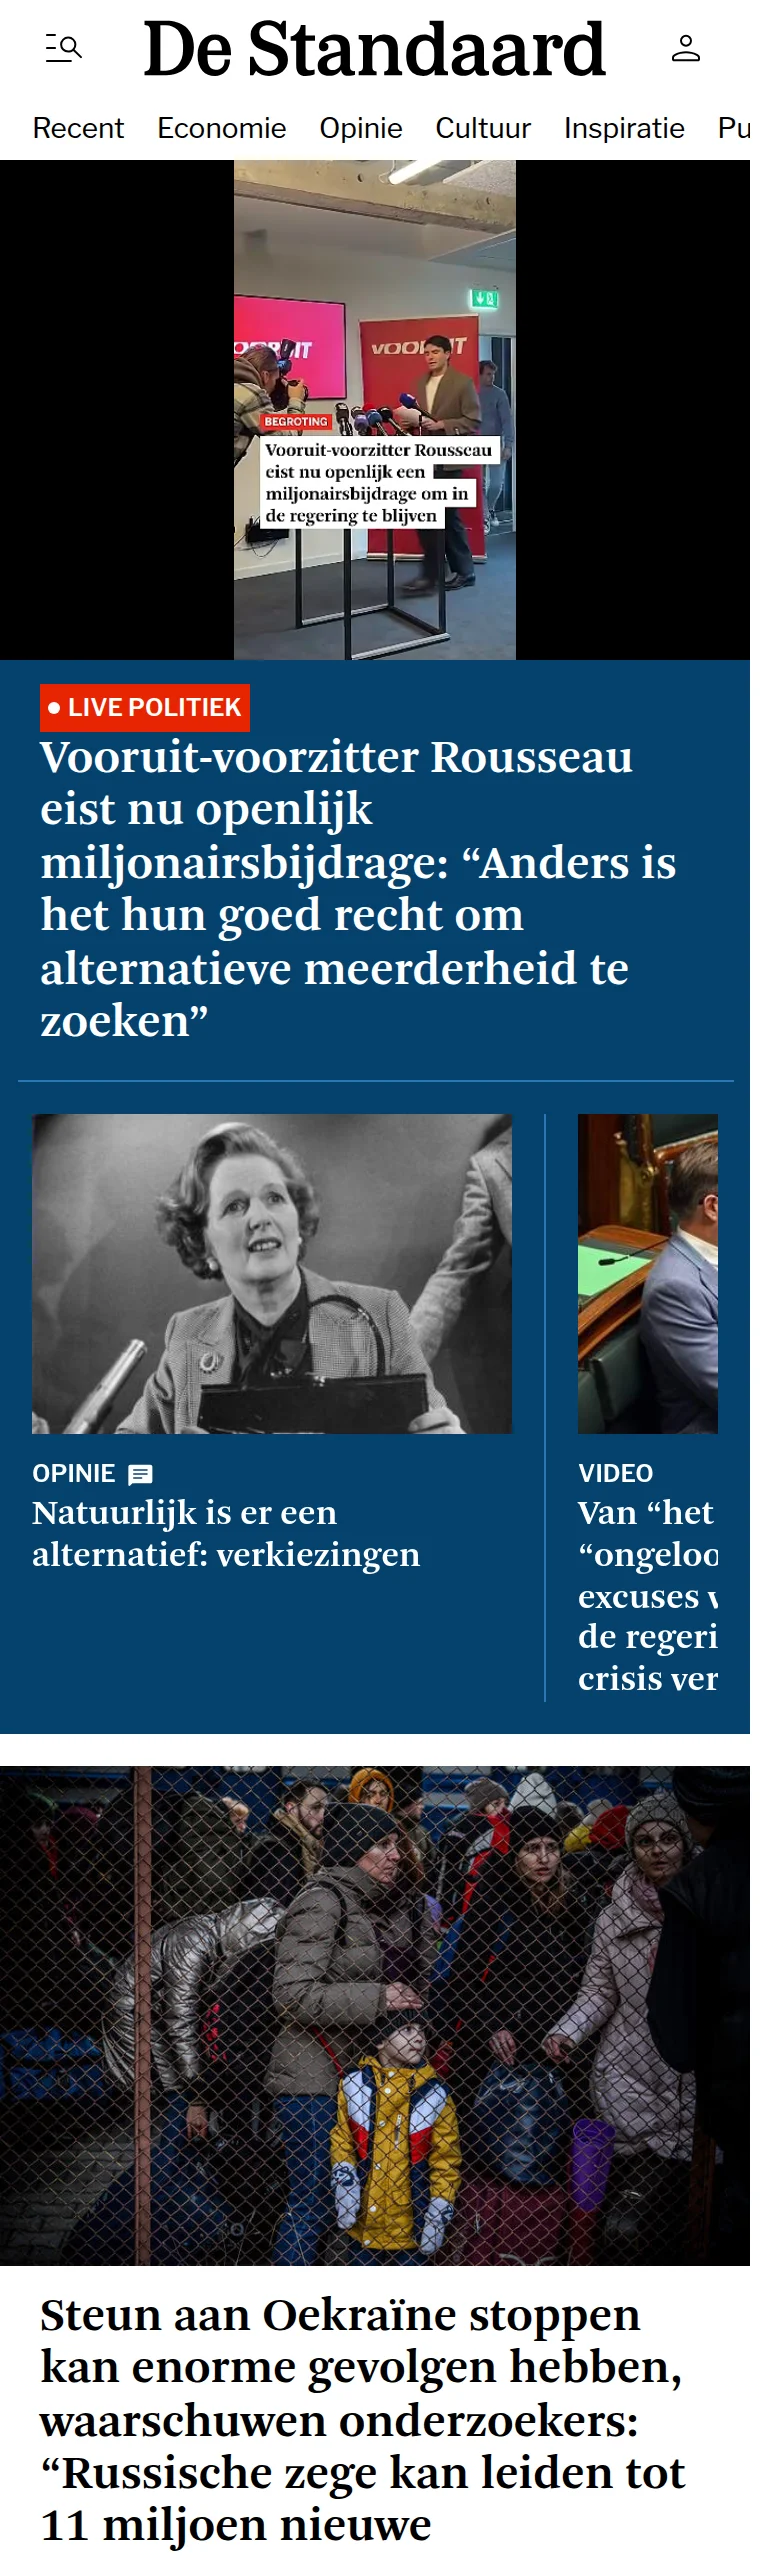 De Standaard
Recent Economie Opinie Cultuur Inspiratie Pu
VOORUIT
BEGROTING
Vooruit-voorzitter Rousseau
eist nu openlijk een
miljonairsbijdrage om in
de regering te blijven
LIVE POLITIEK
Vooruit-voorzitter Rousseau
eist nu openlijk
miljonairsbijdrage: “Anders is
het hun goed recht om
alternatieve meerderheid te
zoeken”
OPINIE
Natuurlijk is er een
alternatief: verkiezingen
VIDEO
Van “het
“ongeloo
excuses v
de regeri
crisis ver
Steun aan Oekraïne stoppen
kan enorme gevolgen hebben,
waarschuwen onderzoekers:
“Russische zege kan leiden tot
11 miljoen nieuwe